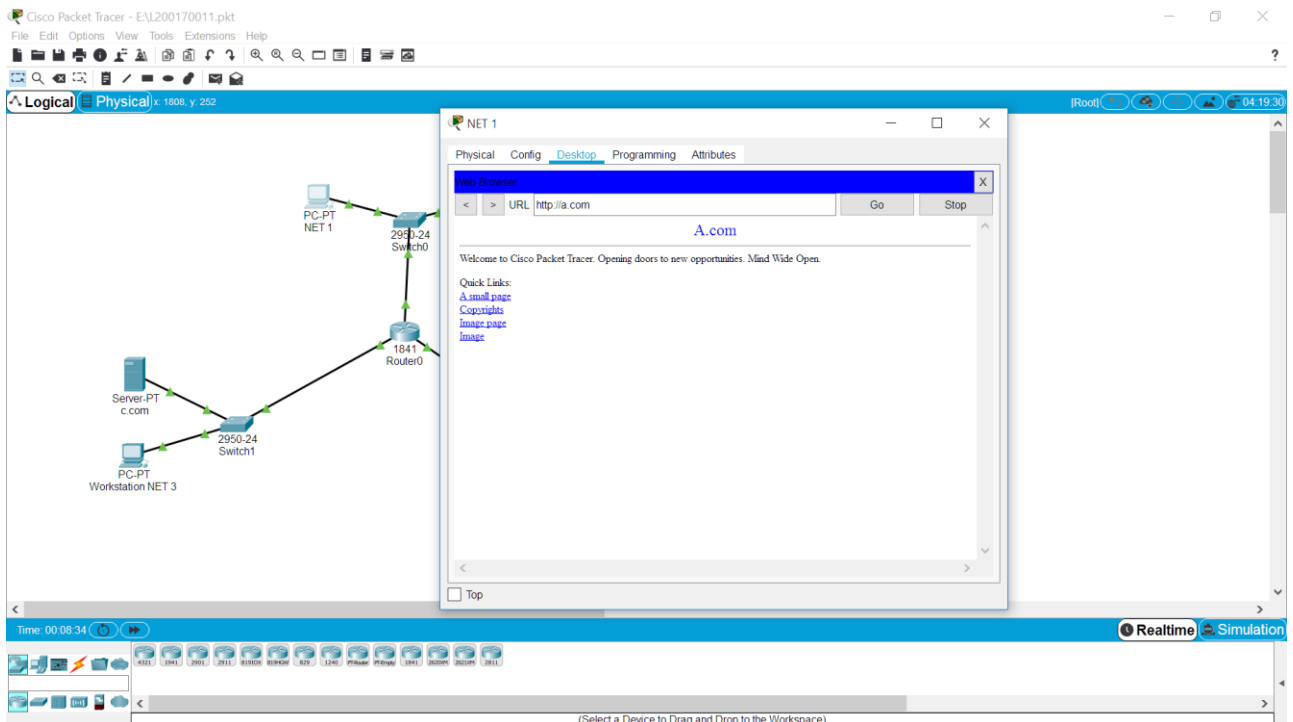 Cisco Packet Tracer - E:\L200170011.pkt
File Edit Options View Tools Extensions Help
?
Logical Physical x: 1808, y: 252
[Root] 04:19:30
NET 1
Physical Config Desktop Programming Attributes
Web Browser X
< > URL http://a.com Go Stop
A.com
Welcome to Cisco Packet Tracer. Opening doors to new opportunities. Mind Wide Open.
Quick Links:
A small page
Copyrights
Image page
Image
Top
PC-PT
NET 1
2950-24
Switch0
1841
Router0
Server-PT
c.com
2950-24
Switch1
PC-PT
Workstation NET 3
Time: 00:08:34
Realtime Simulation
4321 1941 2901 2911 819IOX 819HGW 829 1240 PT-Router PT-Empty 1841 2620XM 2621XM 2811
(Select a Device to Drag and Drop to the Workspace)